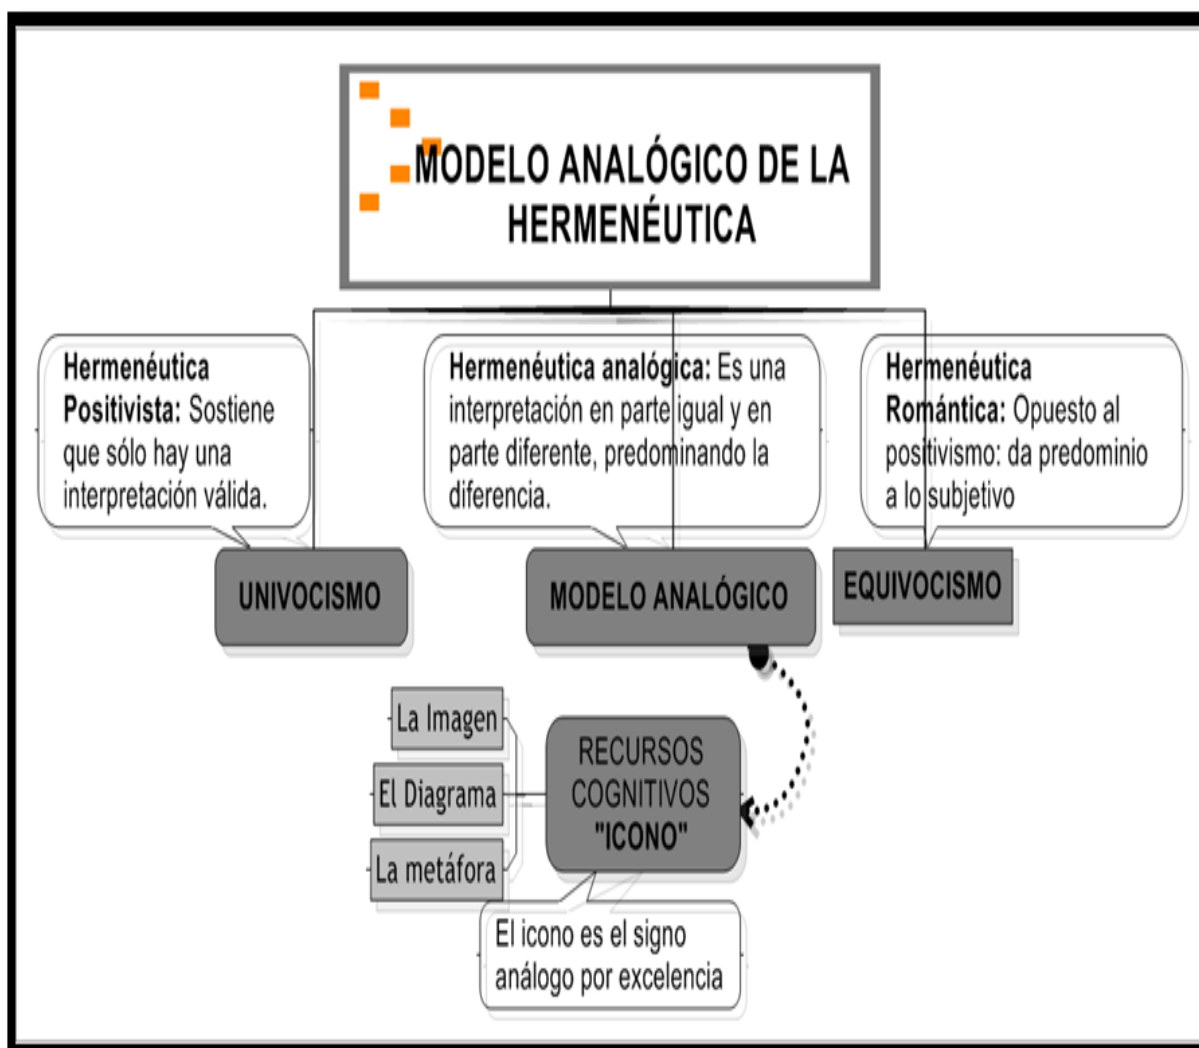 MODELO ANALÓGICO DE LA
HERMENÉUTICA
Hermenéutica
Positivista: Sostiene
que sólo hay una
interpretación válida.
Hermenéutica analógica: Es una
interpretación en parte igual y en
parte diferente, predominando la
diferencia.
Hermenéutica
Romántica: Opuesto al
positivismo: da predominio
a lo subjetivo
UNIVOCISMO
MODELO ANALÓGICO
EQUIVOCISMO
La Imagen
El Diagrama
La metáfora
RECURSOS
COGNITIVOS
"ICONO"
El icono es el signo
análogo por excelencia